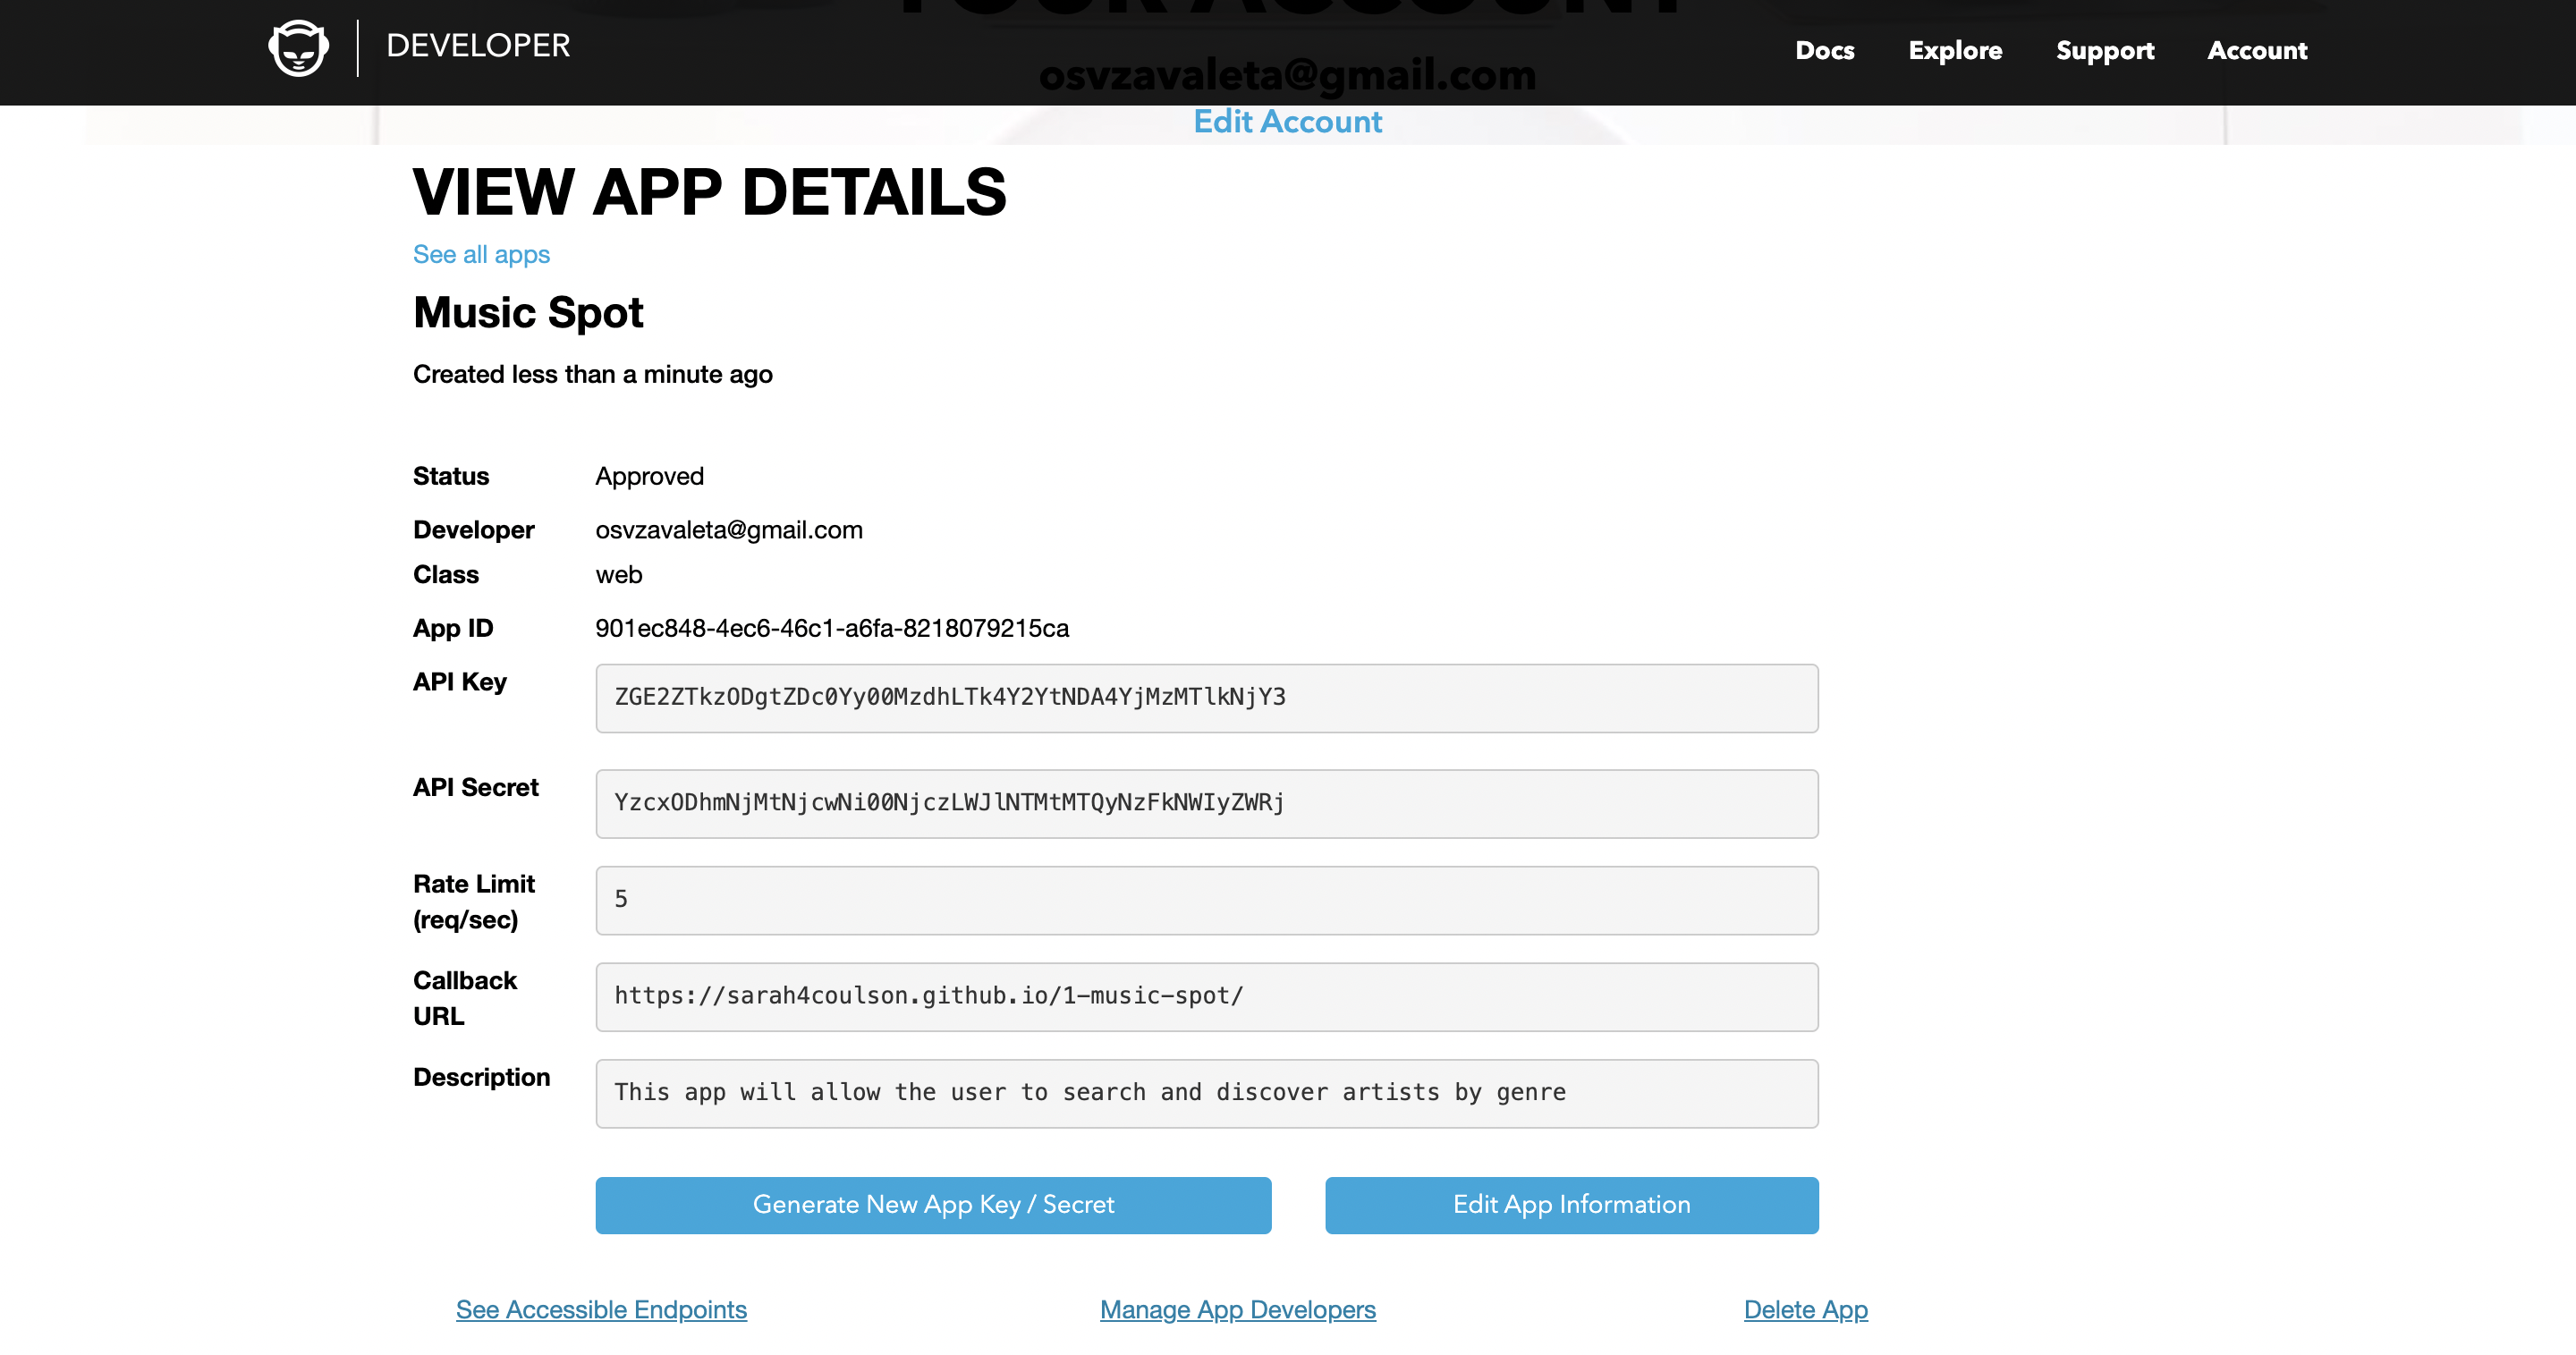 YOUR ACCOUNT
DEVELOPER
Docs Explore Support Account
osvzavaleta@gmail.com
Edit Account
VIEW APP DETAILS
See all apps
Music Spot
Created less than a minute ago
Status Approved
Developer osvzavaleta@gmail.com
Class web
App ID 901ec848-4ec6-46c1-a6fa-8218079215ca
API Key ZGE2ZTkzODgtZDc0Yy00MzdhLTk4Y2YtNDA4YjMzMTlkNjY3
API Secret YzcxODhmNjMtNjcwNi00NjczLWJlNTMtMTQyNzFkNWIyZWRj
Rate Limit
(req/sec) 5
Callback
URL https://sarah4coulson.github.io/1-music-spot/
Description This app will allow the user to search and discover artists by genre
Generate New App Key / Secret Edit App Information
See Accessible Endpoints Manage App Developers Delete App